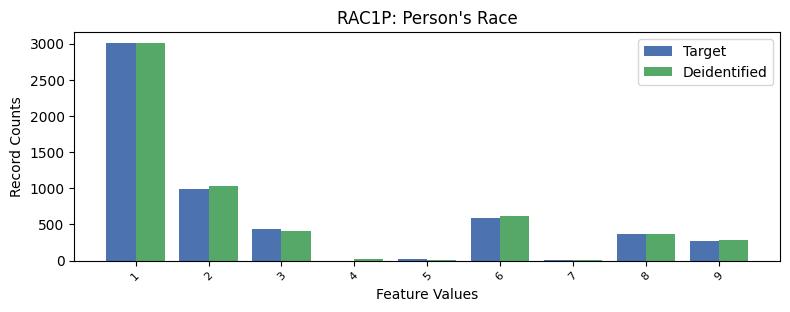 RAC1P: Person's Race
Target
Deidentified
Record Counts
3000
2500
2000
1500
1000
500
0
1 2 3 4 5 6 7 8 9
Feature Values